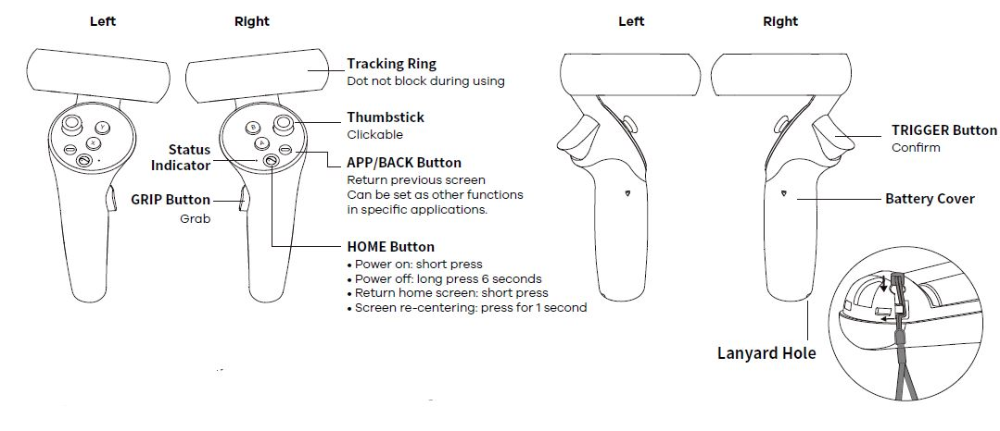 Left
Right
Tracking Ring
Dot not block during using
Thumbstick
Clickable
Y
X
B
A
Status
Indicator
APP/BACK Button
Return previous screen
Can be set as other functions
in specific applications.
GRIP Button
Grab
HOME Button
• Power on: short press
• Power off: long press 6 seconds
• Return home screen: short press
• Screen re-centering: press for 1 second
Left
Right
TRIGGER Button
Confirm
Battery Cover
Lanyard Hole